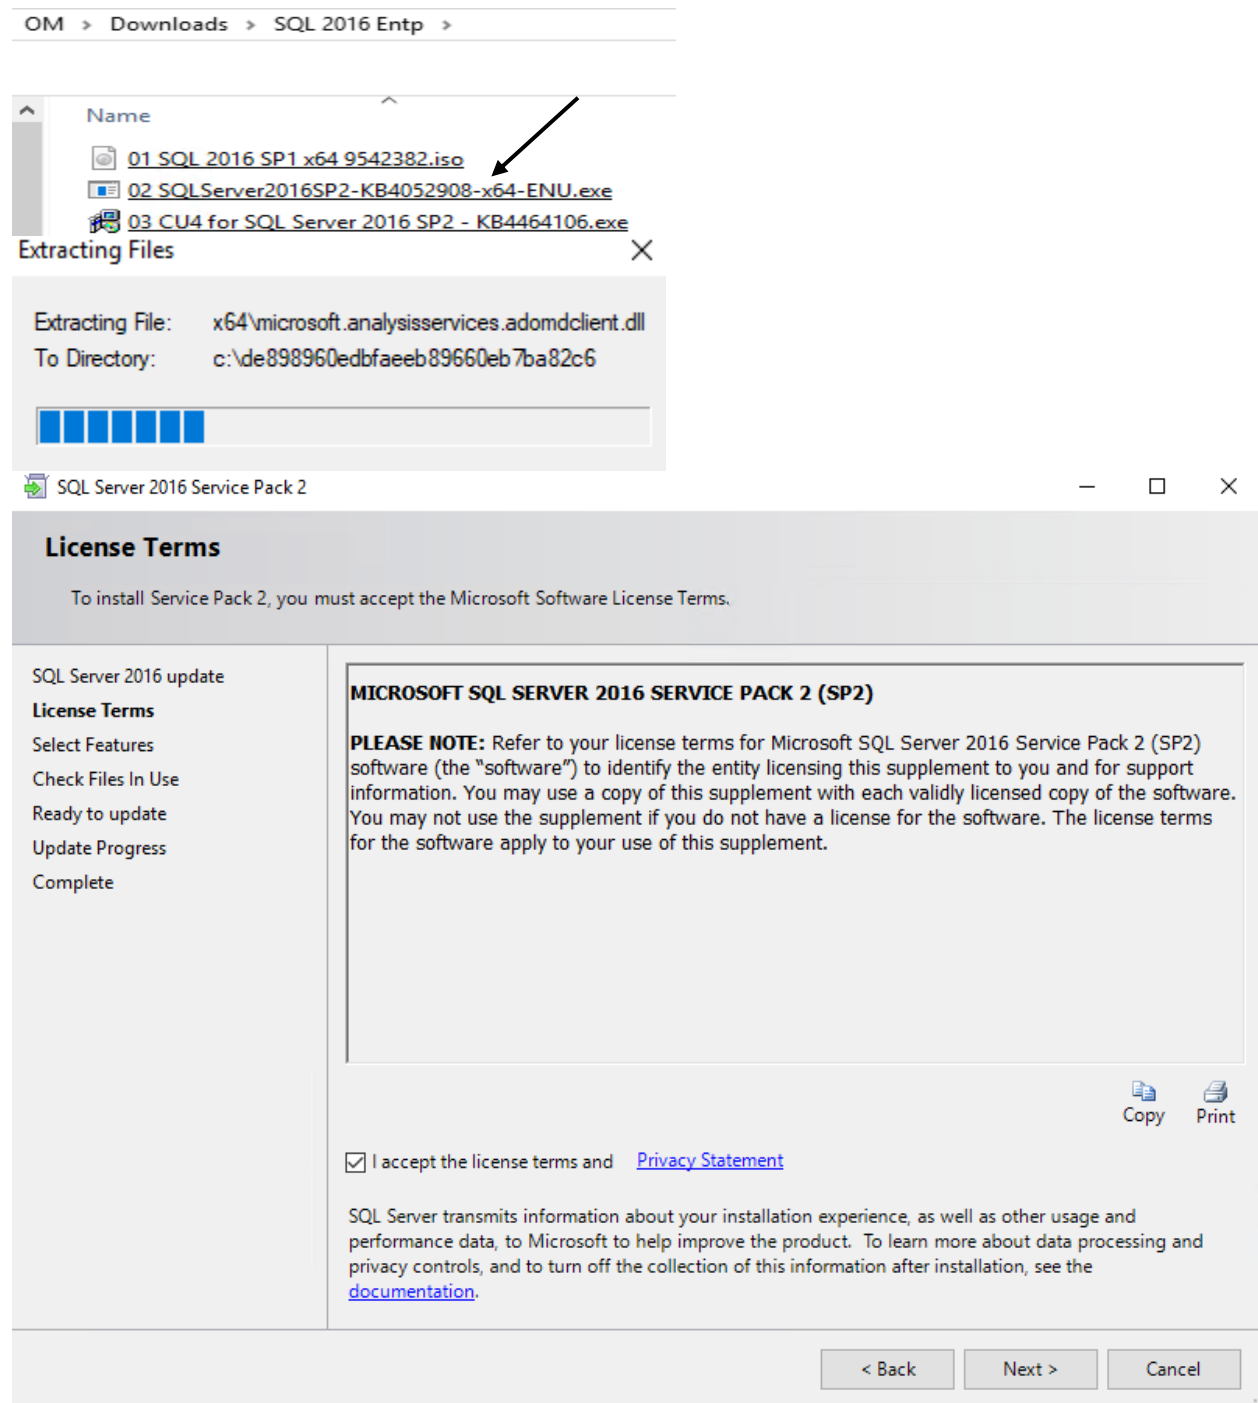 OM > Downloads > SQL 2016 Entp >
Name
01 SQL 2016 SP1 x64 9542382.iso
02 SQLServer2016SP2-KB4052908-x64-ENU.exe
03 CU4 for SQL Server 2016 SP2 - KB4464106.exe
Extracting Files
Extracting File: x64\microsoft.analysisservices.adomdclient.dll
To Directory: c:\de898960edbfaeeb89660eb7ba82c6
SQL Server 2016 Service Pack 2
License Terms
To install Service Pack 2, you must accept the Microsoft Software License Terms.
SQL Server 2016 update
License Terms
Select Features
Check Files In Use
Ready to update
Update Progress
Complete
MICROSOFT SQL SERVER 2016 SERVICE PACK 2 (SP2)
PLEASE NOTE: Refer to your license terms for Microsoft SQL Server 2016 Service Pack 2 (SP2)
software (the “software”) to identify the entity licensing this supplement to you and for support
information. You may use a copy of this supplement with each validly licensed copy of the software.
You may not use the supplement if you do not have a license for the software. The license terms
for the software apply to your use of this supplement.
Copy Print
I accept the license terms and Privacy Statement
SQL Server transmits information about your installation experience, as well as other usage and
performance data, to Microsoft to help improve the product. To learn more about data processing and
privacy controls, and to turn off the collection of this information after installation, see the
documentation.
< Back Next > Cancel